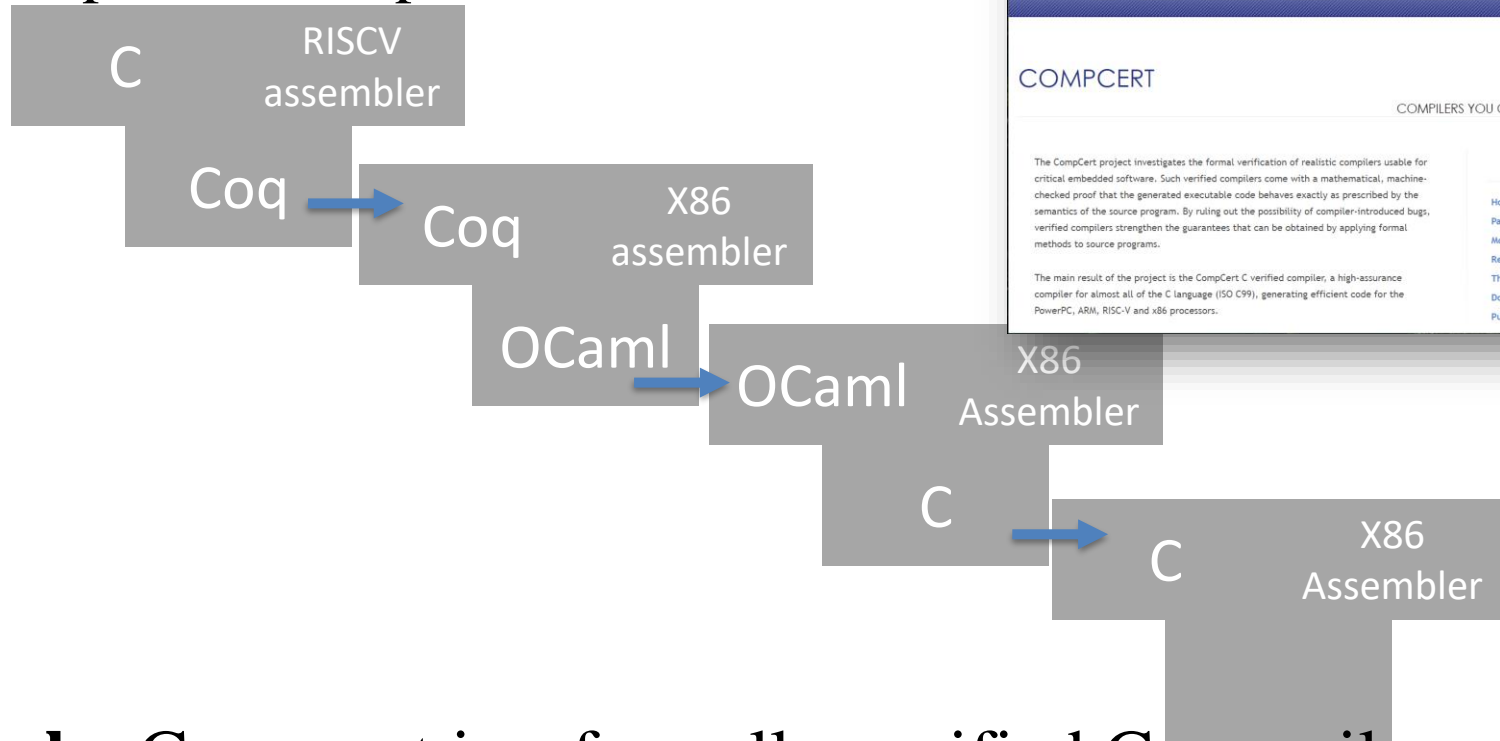 C
RISCV
assembler
Coq
Coq
X86
assembler
OCaml
OCaml
X86
Assembler
C
C
X86
Assembler
COMPCERT
COMPILERS YOU
The CompCert project investigates the formal verification of realistic compilers usable for
critical embedded software. Such verified compilers come with a mathematical, machine-
checked proof that the generated executable code behaves exactly as prescribed by the
semantics of the source program. By ruling out the possibility of compiler-introduced bugs,
verified compilers strengthen the guarantees that can be obtained by applying formal
methods to source programs.
The main result of the project is the CompCert C verified compiler, a high-assurance
compiler for almost all of the C language (ISO C99), generating efficient code for the
PowerPC, ARM, RISC-V and x86 processors.